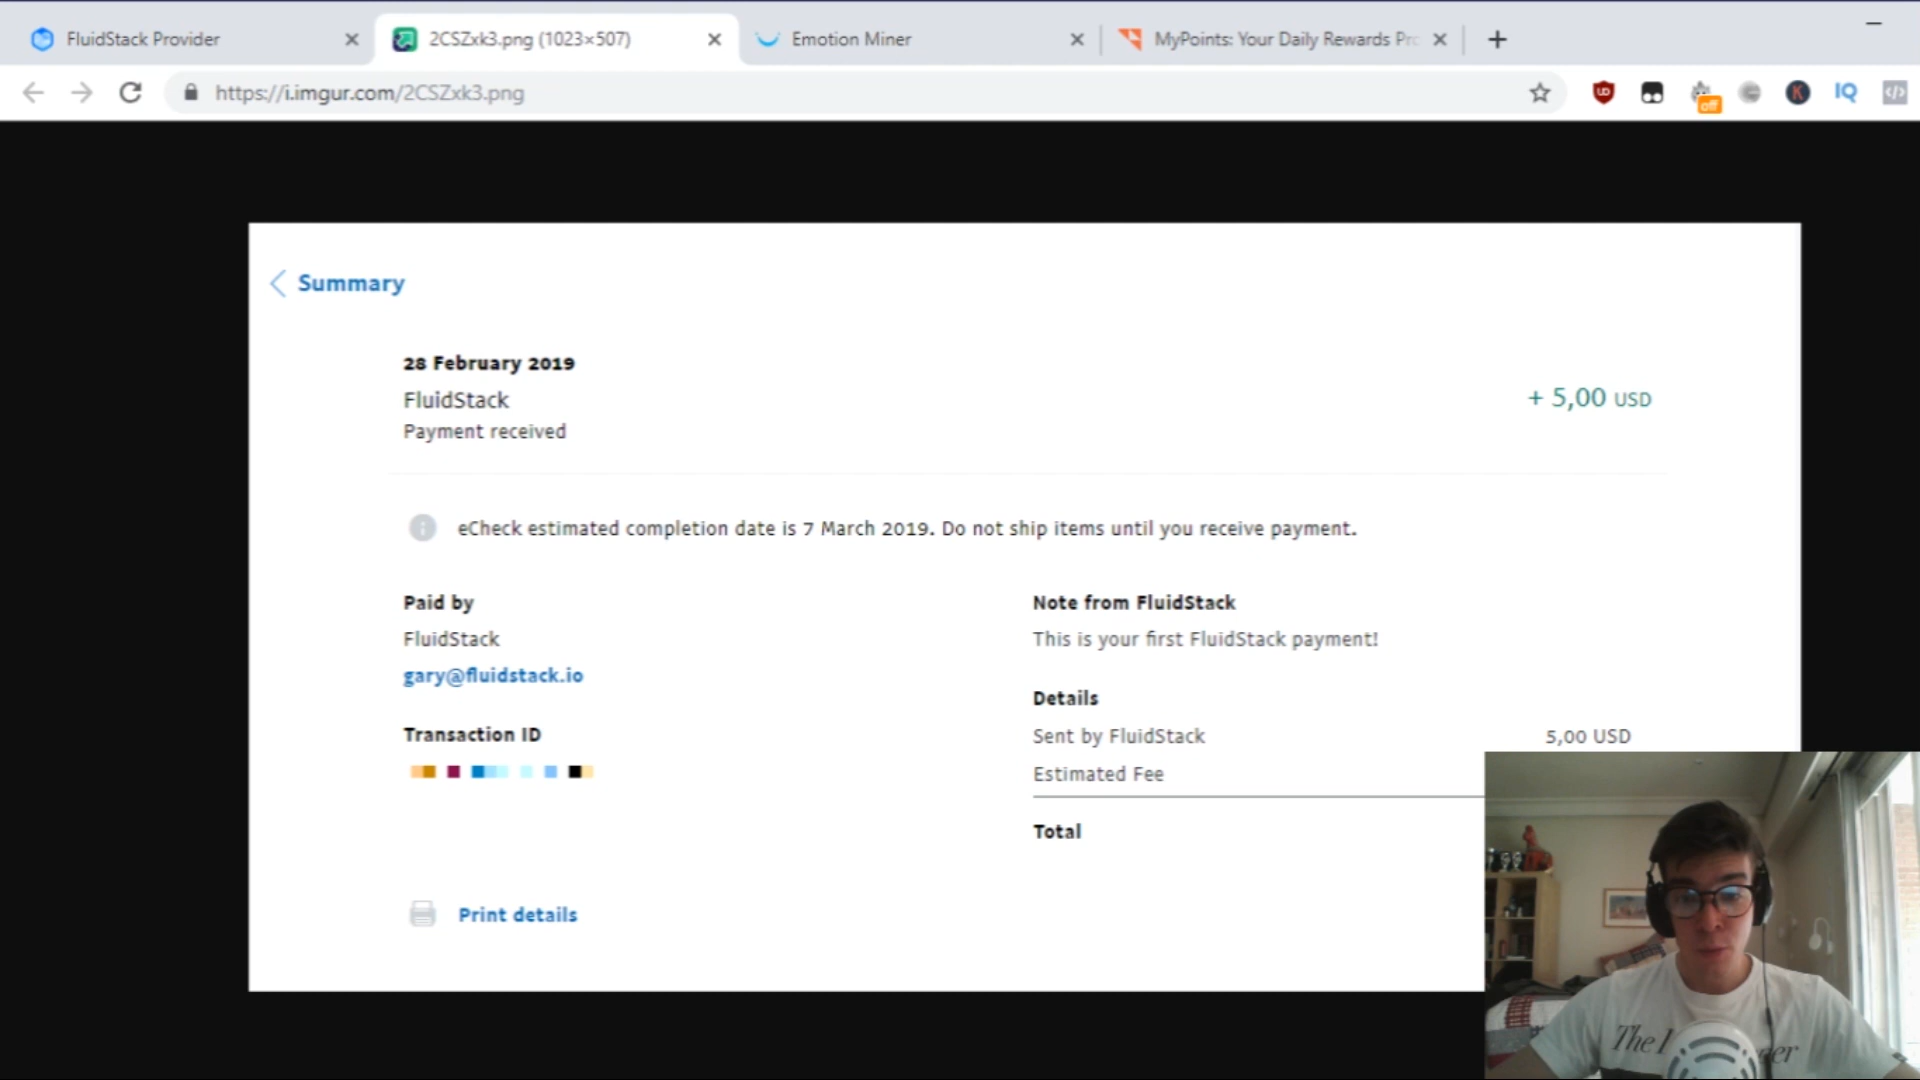 FluidStack Provider
2CSZxk3.png (1023×507)
Emotion Miner
MyPoints: Your Daily Rewards Pr
https://i.imgur.com/2CSZxk3.png
off
K
IQ
</>
Summary
28 February 2019
FluidStack
+ 5,00 USD
Payment received
eCheck estimated completion date is 7 March 2019. Do not ship items until you receive payment.
Paid by
FluidStack
gary@fluidstack.io
Transaction ID
Note from FluidStack
This is your first FluidStack payment!
Details
Sent by FluidStack
5,00 USD
Estimated Fee
Total
Print details
The